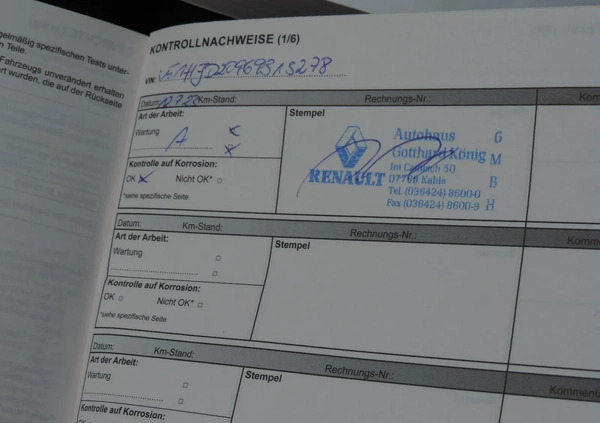 gelmäßig spezifischen Tests unter-
n Teile.
Fahrzeugs unverändert erhalten
rt wurden, die auf der Rückseite
KONTROLLNACHWEISE (1/6)
VIN:
Datum: Km-Stand: Rechnungs-Nr.: Kom
Art der Arbeit: Stempel
Wartung
A
Kontrolle auf Korrosion:
OK Nicht OK*
*siehe spezifische Seite
RENAULT
Autohaus G
Gotthard König M
Im Camisch 50
07768 Kahla B
Tel. (036424) 8600-0
Fax (036424) 8600-9 H
Datum: Km-Stand: Rechnungs-Nr.: Komme
Art der Arbeit: Stempel
Wartung
Kontrolle auf Korrosion:
OK Nicht OK*
*siehe spezifische Seite
Datum: Km-Stand: Rechnungs-Nr.: Kommenta
Art der Arbeit: Stempel
Wartung
Kontrolle auf Korrosion: